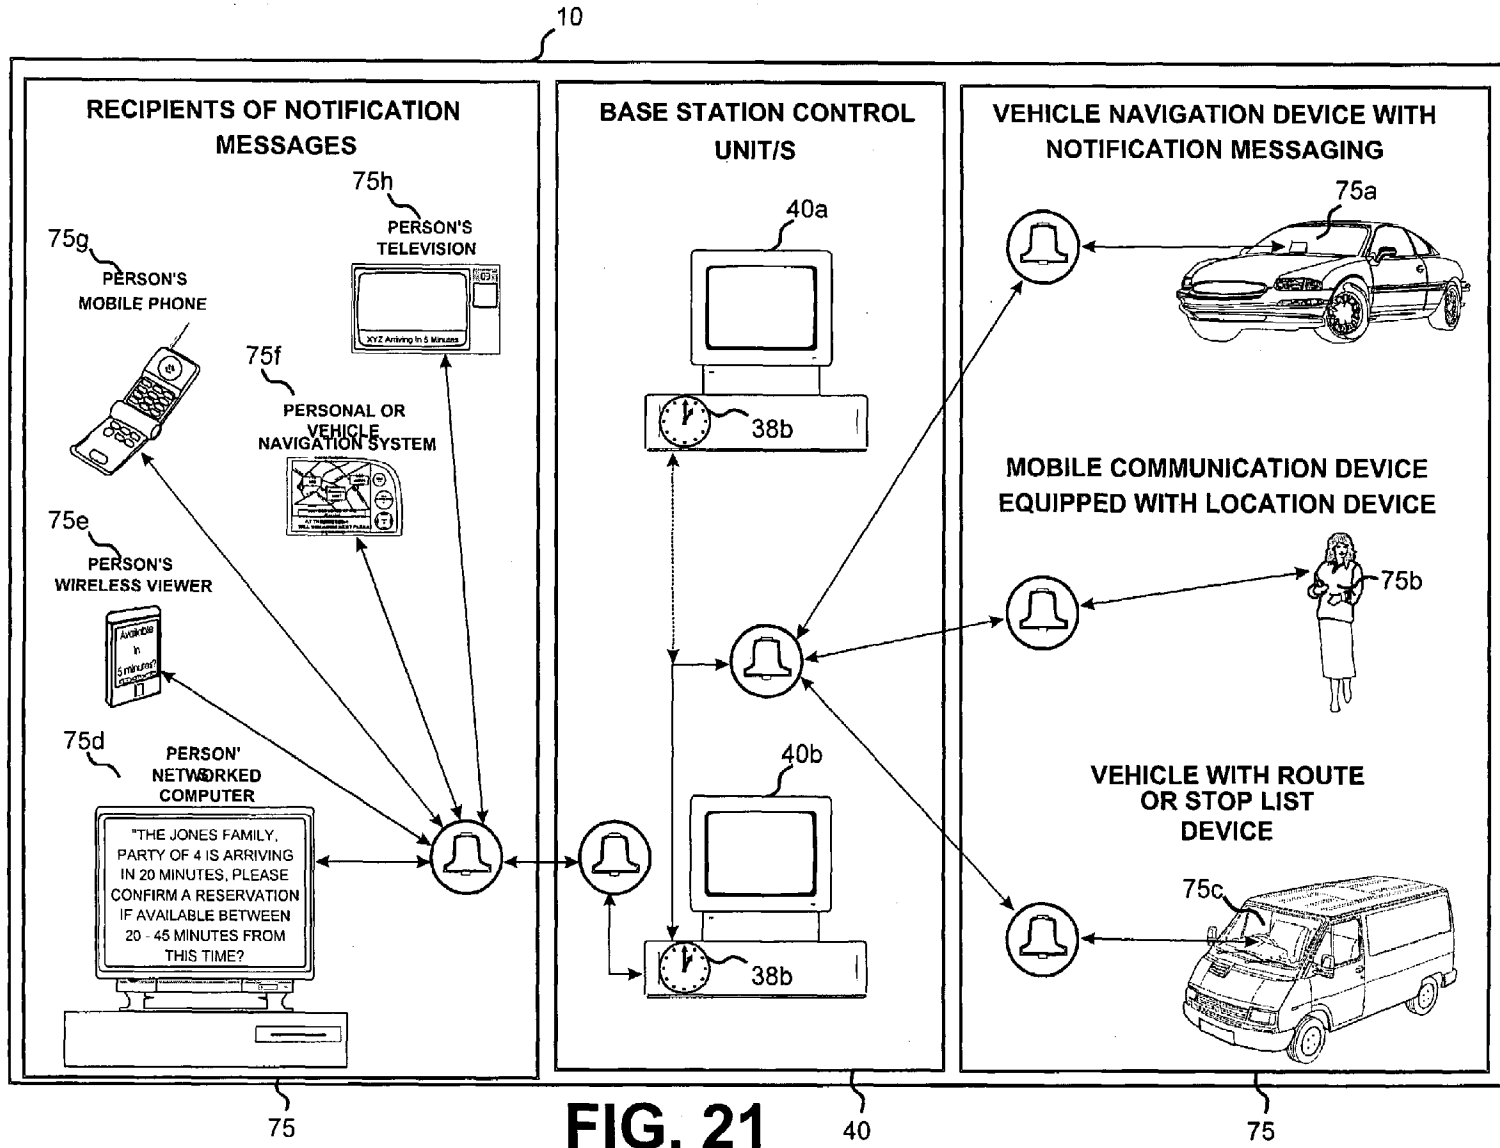 10
RECIPIENTS OF NOTIFICATION
MESSAGES
75h
PERSON'S
TELEVISION
XYZ Arriving In 5 Minutes
75g
PERSON'S
MOBILE PHONE
75f
PERSONAL OR
VEHICLE
NAVIGATION SYSTEM
75e
PERSON'S
WIRELESS VIEWER
Available
In
5 minutes?
75d
PERSON'
S
NETWORKED
COMPUTER
"THE JONES FAMILY,
PARTY OF 4 IS ARRIVING
IN 20 MINUTES, PLEASE
CONFIRM A RESERVATION
IF AVAILABLE BETWEEN
20 - 45 MINUTES FROM
THIS TIME?
75
BASE STATION CONTROL
UNIT/S
40a
38b
40b
38b
40
VEHICLE NAVIGATION DEVICE WITH
NOTIFICATION MESSAGING
75a
MOBILE COMMUNICATION DEVICE
EQUIPPED WITH LOCATION DEVICE
75b
VEHICLE WITH ROUTE
OR STOP LIST
DEVICE
75c
75
FIG. 21